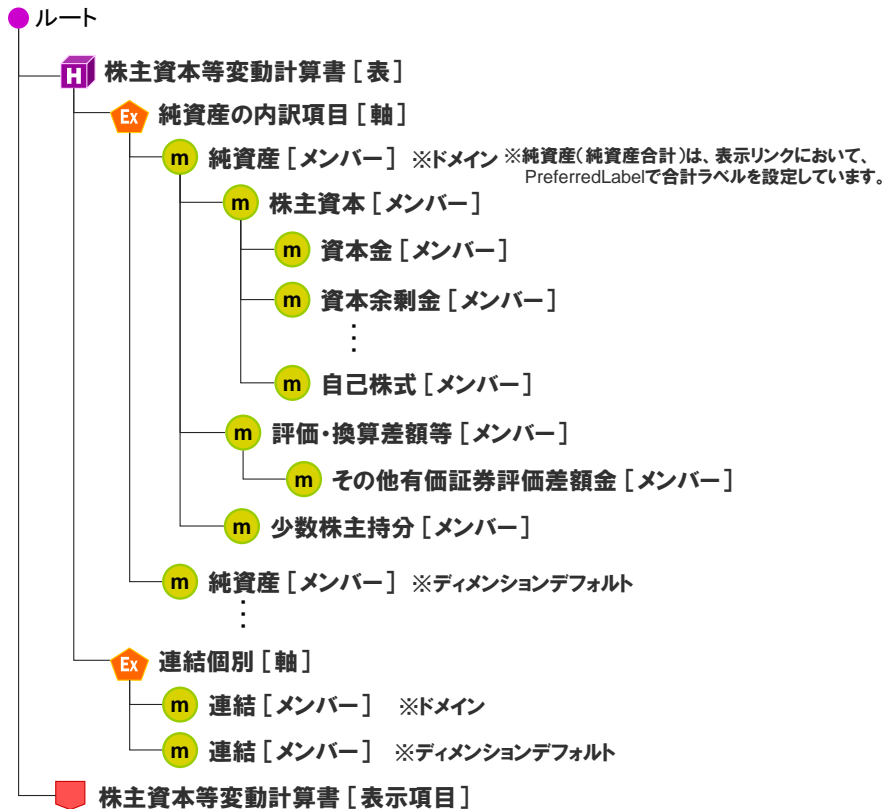 ルート
H 株主資本等変動計算書［表］
Ex 純資産の内訳項目［軸］
m 純資産［メンバー］ ※ドメイン ※純資産（純資産合計）は、表示リンクにおいて、
PreferredLabelで合計ラベルを設定しています。
m 株主資本［メンバー］
m 資本金［メンバー］
m 資本余剰金［メンバー］
⋮
m 自己株式［メンバー］
m 評価・換算差額等［メンバー］
m その他有価証券評価差額金［メンバー］
m 少数株主持分［メンバー］
m 純資産［メンバー］ ※ディメンションデフォルト
⋮
Ex 連結個別［軸］
m 連結［メンバー］ ※ドメイン
m 連結［メンバー］ ※ディメンションデフォルト
株主資本等変動計算書［表示項目］